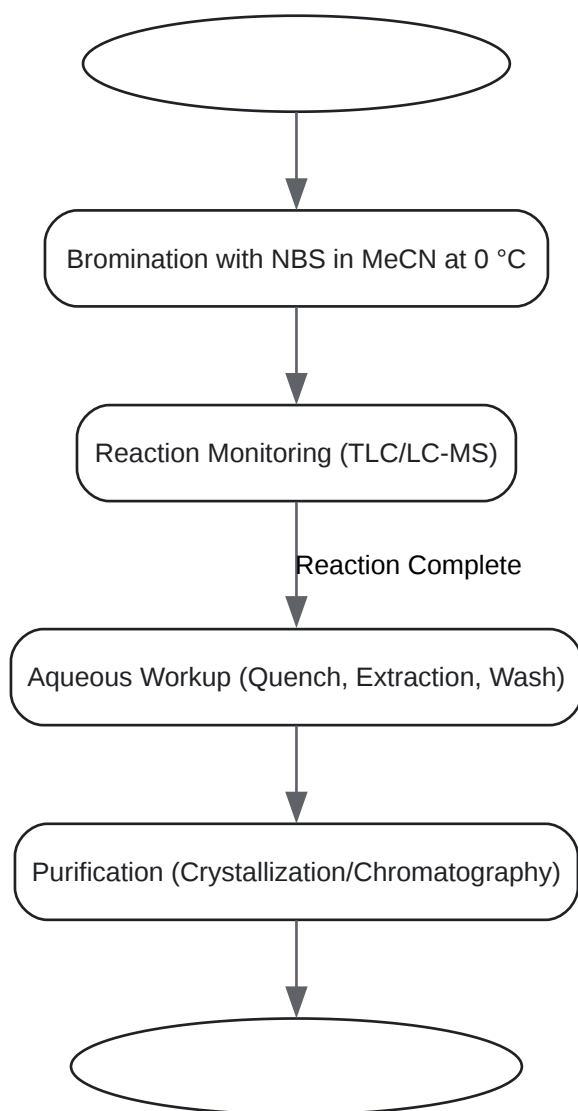 Bromination with NBS in MeCN at 0 °C
Reaction Monitoring (TLC/LC-MS)
Reaction Complete
Aqueous Workup (Quench, Extraction, Wash)
Purification (Crystallization/Chromatography)